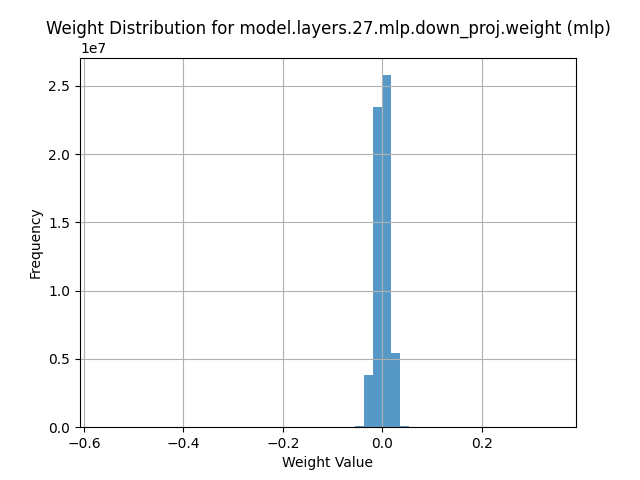 Weight Distribution for model.layers.27.mlp.down_proj.weight (mlp)
1e7
2.5
2.0
1.5
1.0
0.5
0.0
Frequency
−0.6 −0.4 −0.2 0.0 0.2
Weight Value